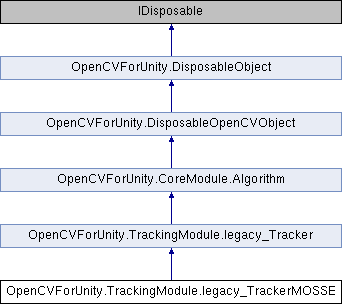 IDisposable
OpenCVForUnity.DisposableObject
OpenCVForUnity.DisposableOpenCVObject
OpenCVForUnity.CoreModule.Algorithm
OpenCVForUnity.TrackingModule.legacy_Tracker
OpenCVForUnity.TrackingModule.legacy_TrackerMOSSE